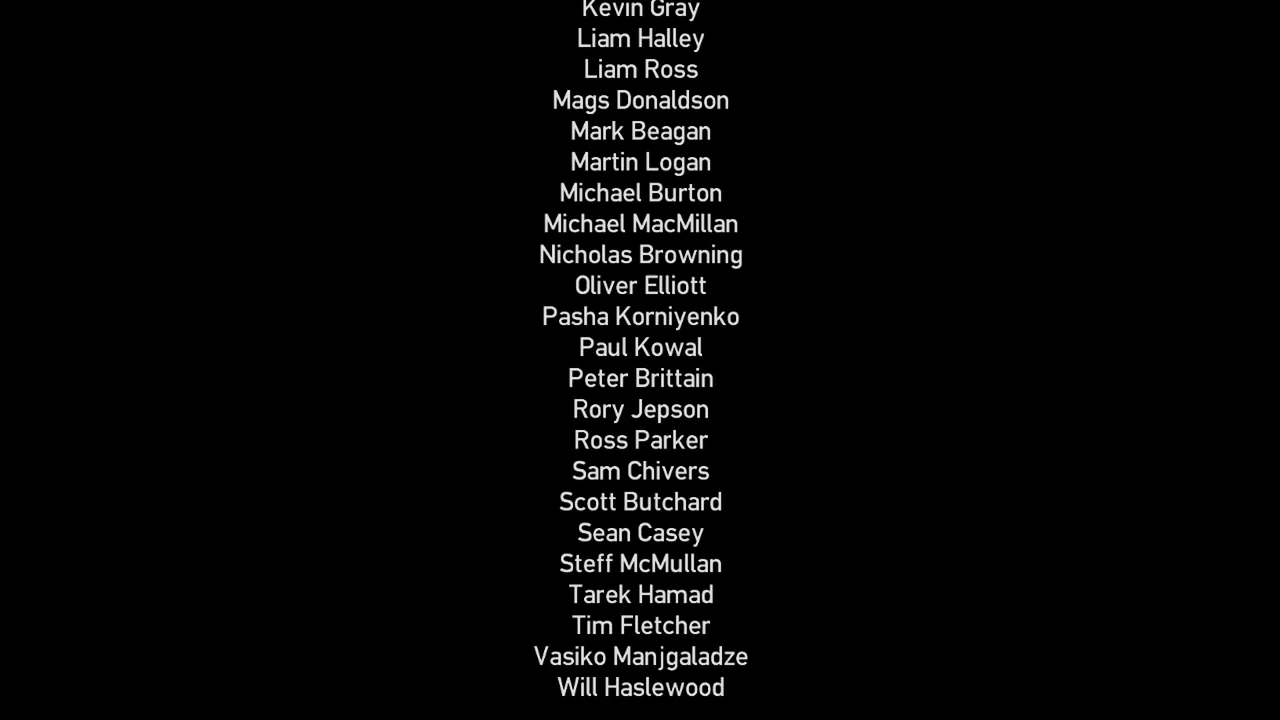 Kevin Gray
Liam Halley
Liam Ross
Mags Donaldson
Mark Beagan
Martin Logan
Michael Burton
Michael MacMillan
Nicholas Browning
Oliver Elliott
Pasha Korniyenko
Paul Kowal
Peter Brittain
Rory Jepson
Ross Parker
Sam Chivers
Scott Butchard
Sean Casey
Steff McMullan
Tarek Hamad
Tim Fletcher
Vasiko Manjgaladze
Will Haslewood